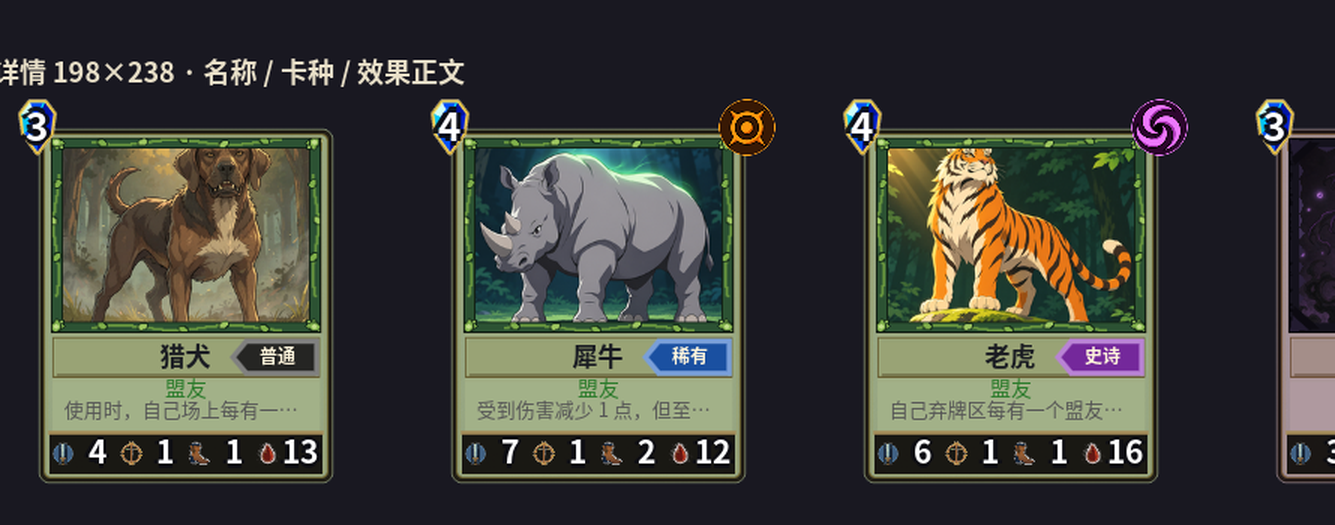 详情 198×238 · 名称 / 卡种 / 效果正文
3
猎犬 普通
盟友
使用时，自己场上每有一…
4 1 1 13
4
犀牛 稀有
盟友
受到伤害减少 1 点，但至…
7 1 2 12
4
老虎 史诗
盟友
自己弃牌区每有一个盟友…
6 1 1 16
3
3